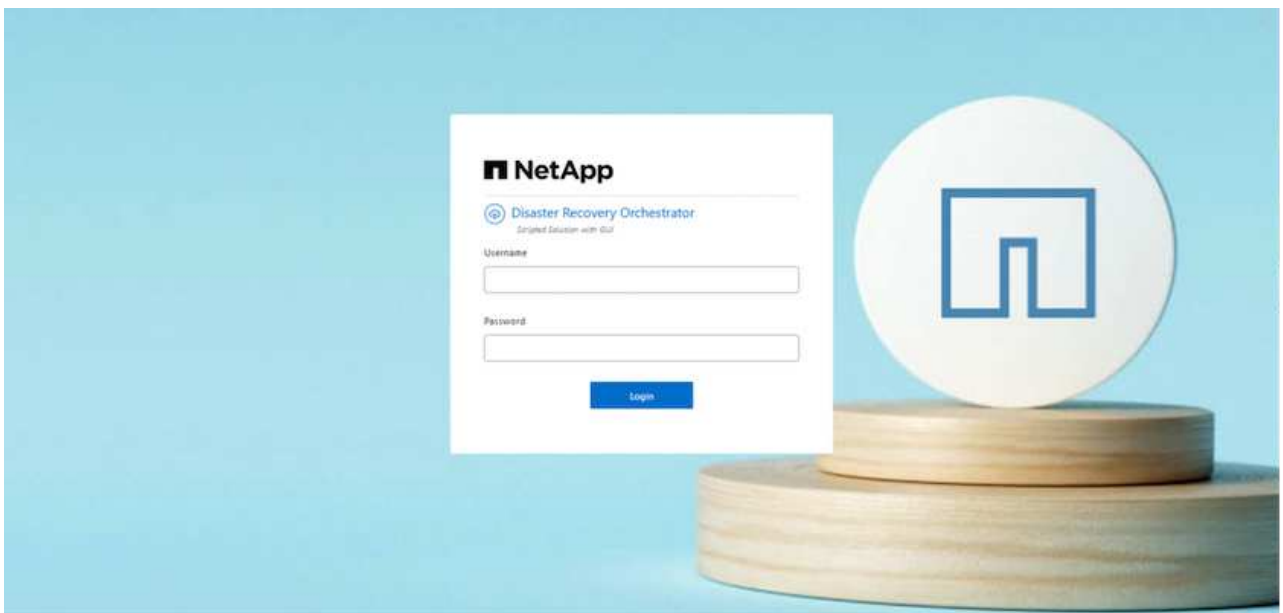 NetApp
Disaster Recovery Orchestrator
Scripted Solution with GUI
Username
Password
Login